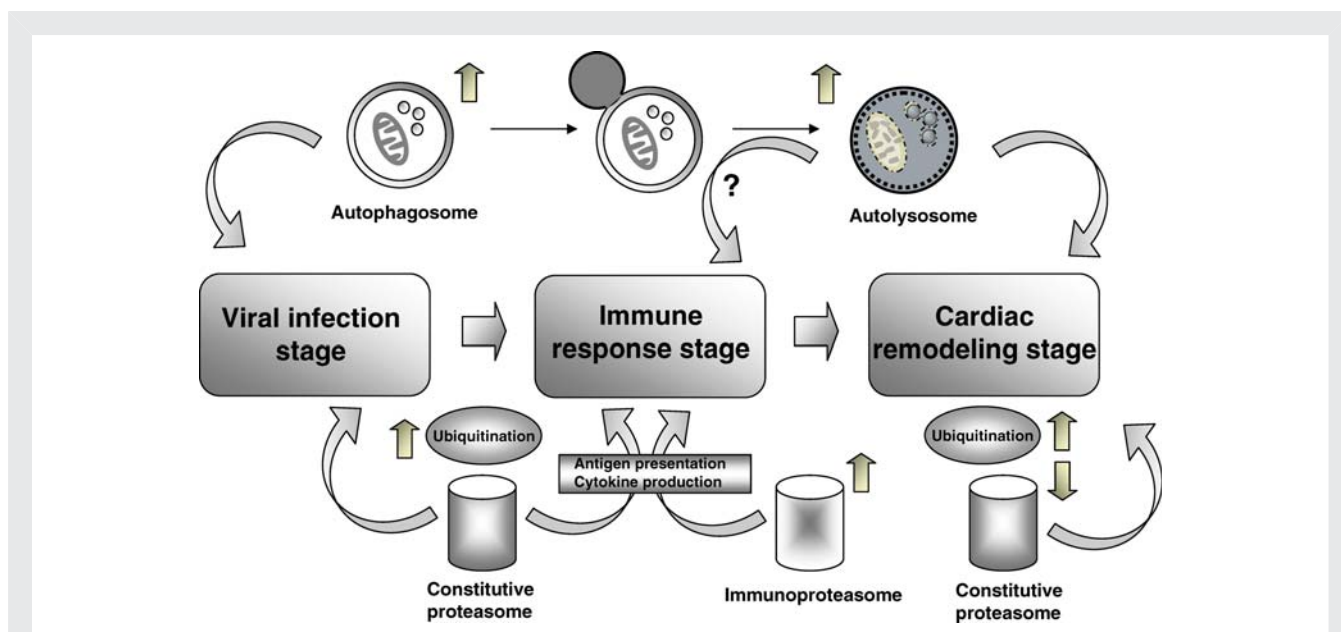 Autophagosome
?
Autolysosome
Viral infection
stage
Immune
response stage
Cardiac
remodeling stage
Ubiquitination
Antigen presentation
Cytokine production
Ubiquitination
Constitutive
proteasome
Immunoproteasome
Constitutive
proteasome